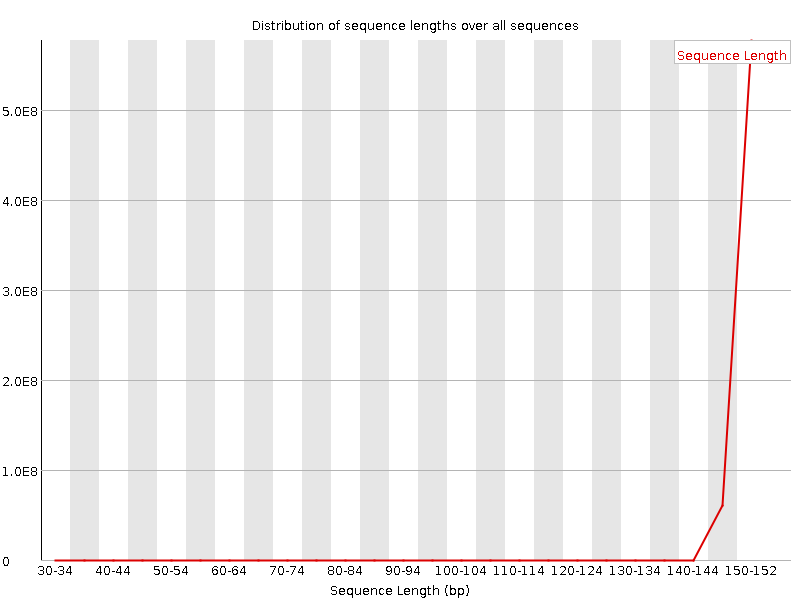 Distribution of sequence lengths over all sequences
Sequence Length
5.0E8
4.0E8
3.0E8
2.0E8
1.0E8
0
30-34 40-44 50-54 60-64 70-74 80-84 90-94 100-104 110-114 120-124 130-134 140-144 150-152
Sequence Length (bp)